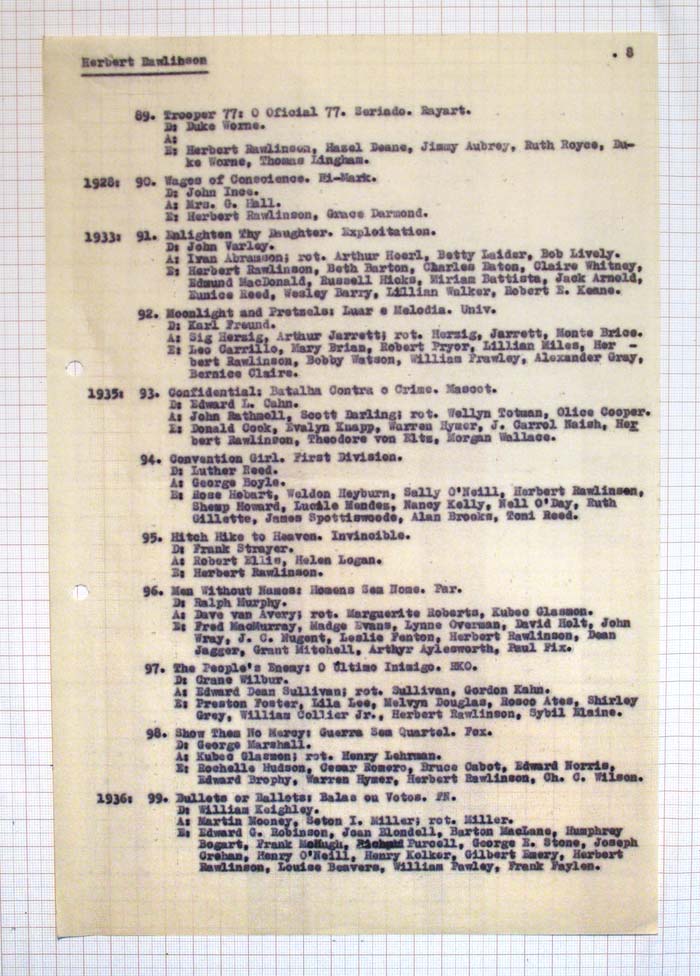 Herbert Rawlinson
. 8
89. Trooper 77: O Oficial 77. Seriado. Rayart.
D: Duke Worne.
A:
E: Herbert Rawlinson, Hazel Deane, Jimmy Aubrey, Ruth Royce, Du-
ke Worne, Thomas Lingham.
1928: 90. Wages of Conscience. Hi-Mark.
D: John Ince.
A: Mrs. G. Hall.
E: Herbert Rawlinson, Grace Darmond.
1933: 91. Enlighten Thy Daughter. Exploitation.
D: John Varley.
A: Ivan Abramson; rot. Arthur Hoerl, Betty Laider, Bob Lively.
E: Herbert Rawlinson, Beth Barton, Charles Eaton, Claire Whitney,
Edmund MacDonald, Russell Hicks, Miriam Battista, Jack Arnold,
Eunice Reed, Wesley Barry, Lillian Walker, Robert E. Keane.
92. Moonlight and Pretzels: Luar e Melodia. Univ.
D: Karl Freund.
A: Sig Herzig, Arthur Jarrett; rot. Herzig, Jarrett, Monte Brice.
E: Leo Carrillo, Mary Brian, Robert Pryor, Lillian Miles, Her -
bert Rawlinson, Bobby Watson, William Frawley, Alexander Gray,
Bernice Claire.
1935: 93. Confidential: Batalha Contra o Crime. Mascot.
D: Edward L. Cahn.
A: John Rathmell, Scott Darling; rot. Wellyn Totman, Olice Cooper.
E: Donald Cook, Evalyn Knapp, Warren Hymer, J. Carrol Naish, Her
bert Rawlinson, Theodore von Eltz, Morgan Wallace.
94. Convention Girl. First Division.
D: Luther Reed.
A: George Boyle.
E: Rose Hobart, Weldon Heyburn, Sally O'Neill, Herbert Rawlinson,
Shemp Howard, Lucile Mendez, Nancy Kelly, Nell O'Day, Ruth
Gillette, James Spottiswoode, Alan Brooks, Toni Reed.
95. Hitch Hike to Heaven. Invincible.
D: Frank Strayer.
A: Robert Ellis, Helen Logan.
E: Herbert Rawlinson.
96. Men Without Names: Homens Sem Nome. Par.
D: Ralph Murphy.
A: Dave van Avery; rot. Marguerite Roberts, Kubec Glasmon.
E: Fred MacMurray, Madge Evans, Lynne Overman, David Holt, John
Wray, J. C. Nugent, Leslie Fenton, Herbert Rawlinson, Dean
Jagger, Grant Mitchell, Arthyr Aylesworth, Paul Fix.
97. The People's Enemy: O Último Inimigo. RKO.
D: Crane Wilbur.
A: Edward Dean Sullivan; rot. Sullivan, Gordon Kahn.
E: Preston Foster, Lila Lee, Melvyn Douglas, Rosco Ates, Shirley
Grey, William Collier Jr., Herbert Rawlinson, Sybil Elaine.
98. Show Them No Mercy: Guerra Sem Quartel. Fox.
D: George Marshall.
A: Kubec Glasmon; rot. Henry Lehrman.
E: Rochelle Hudson, Cesar Romero, Bruce Cabot, Edward Norris,
Edward Brophy, Warren Hymer, Herbert Rawlinson, Ch. C. Wilson.
1936: 99. Bullets or Ballots: Balas ou Votos. FN.
D: William Keighley.
A: Martin Mooney, Seton I. Miller; rot. Miller.
E: Edward G. Robinson, Joan Blondell, Barton MacLane, Humphrey
Bogart, Frank McHugh, Richard Purcell, George E. Stone, Joseph
Crehan, Henry O'Neill, Henry Kolker, Gilbert Emery, Herbert
Rawlinson, Louise Beavers, William Pawley, Frank Faylen.